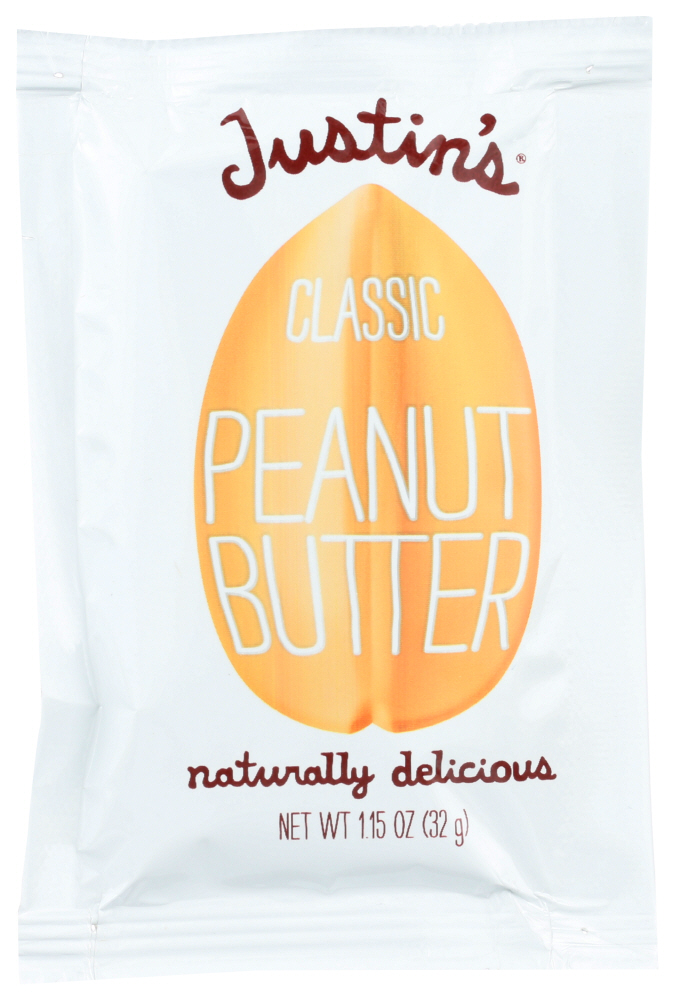 Justin's®
CLASSIC
PEANUT
BUTTER
naturally delicious
NET WT 1.15 OZ (32 g)